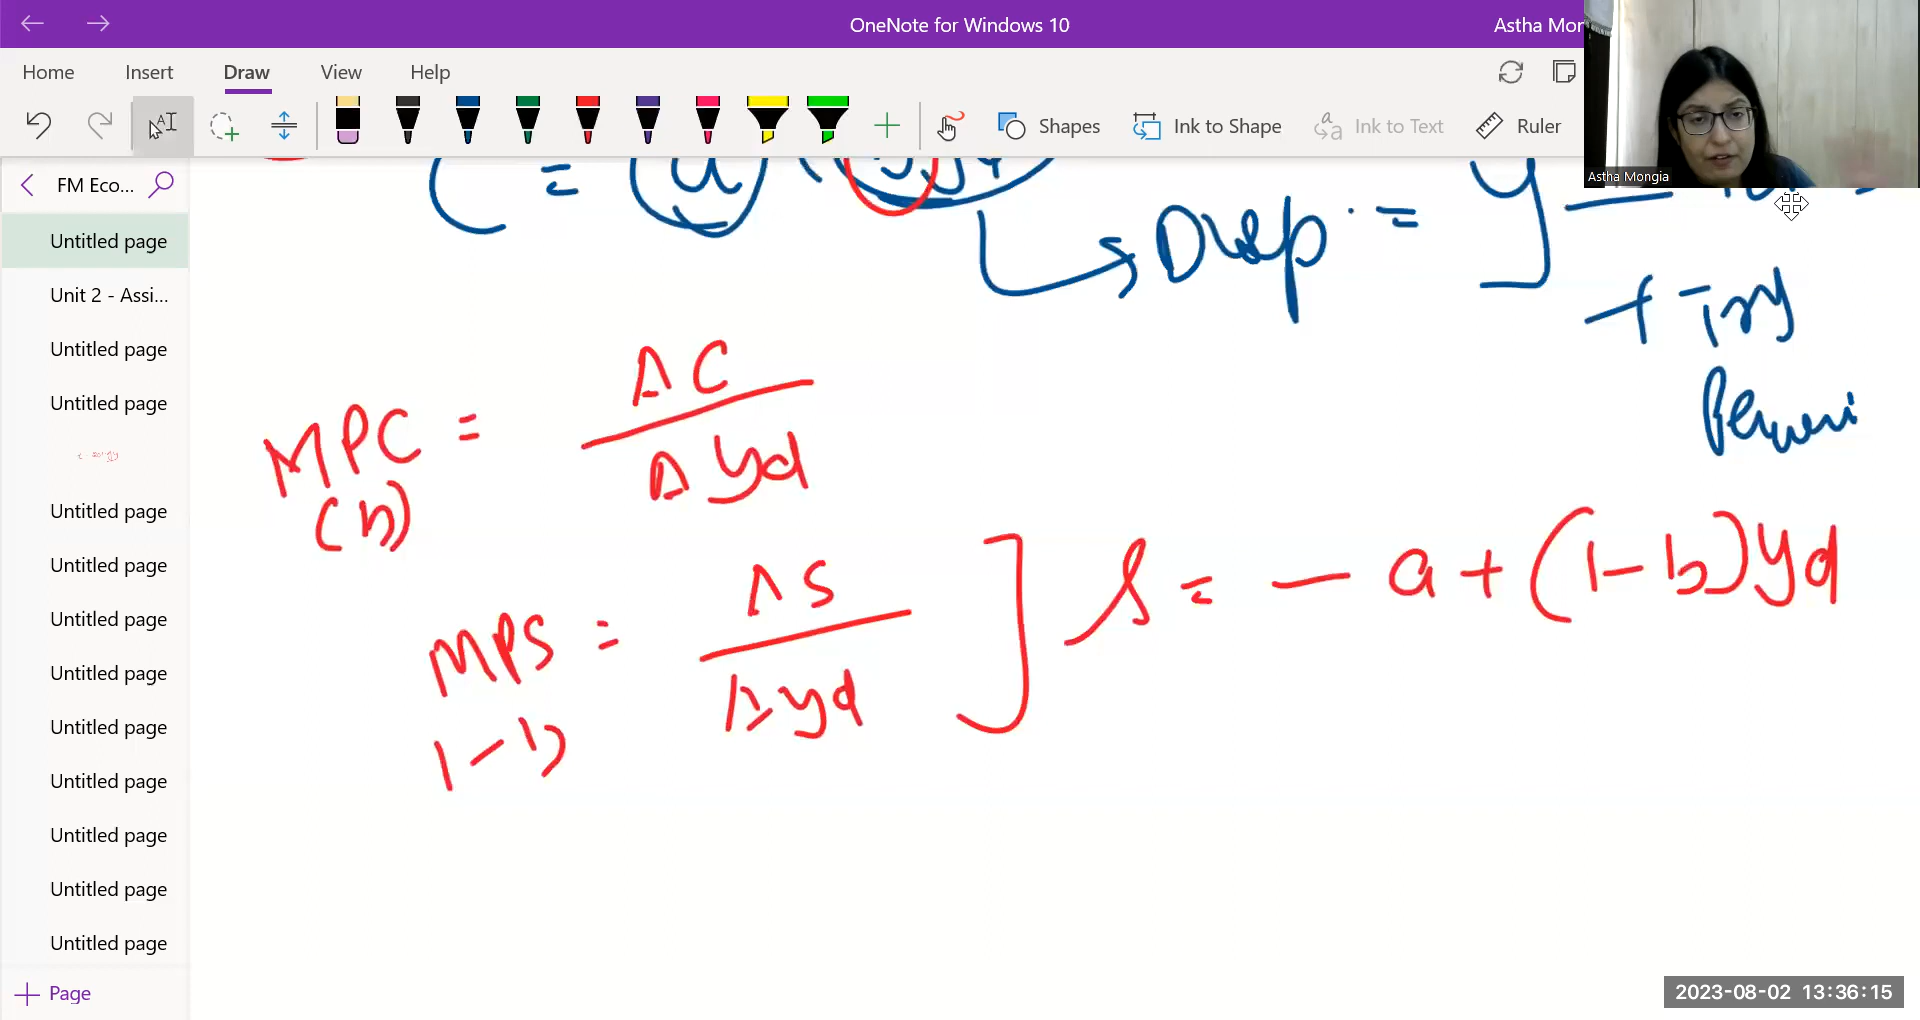 OneNote for Windows 10
Astha Mon
Home Insert Draw View Help
Shapes Ink to Shape Ink to Text Ruler
Astha Mongia
FM Eco...
Untitled page
Unit 2 - Assi...
Untitled page
Untitled page
Untitled page
Untitled page
Untitled page
Untitled page
Untitled page
Untitled page
Untitled page
Untitled page
Untitled page
Page
C = a
Disp. = y
+
MPC = ΔC / Δyd
(b)
MPS = ΔS / Δyd ] S = - a + (1-b)yd
1-b
2023-08-02 13:36:15